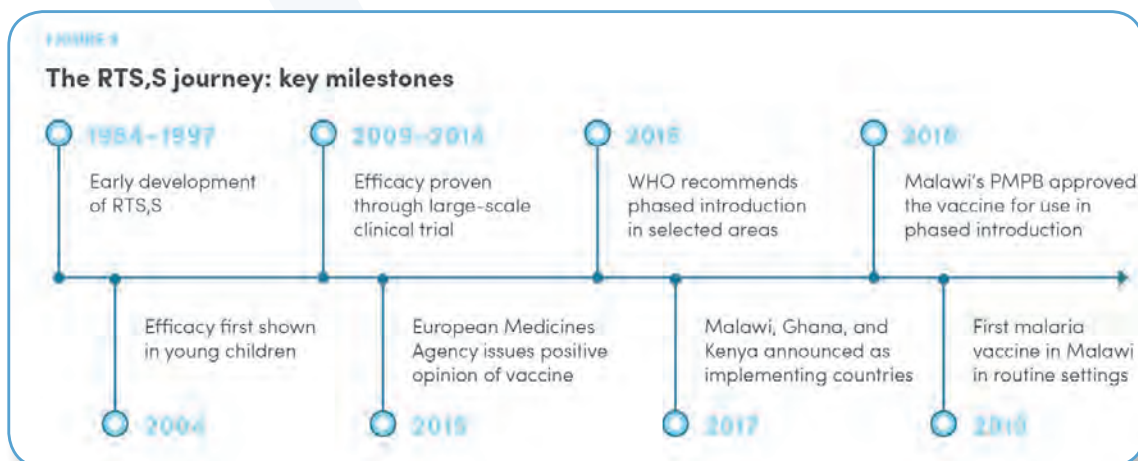 FIGURE
The RTS,S journey: key milestones
1984–1997
Early development
of RTS,S
2009–2014
Efficacy proven
through large-scale
clinical trial
WHO recommends
phased introduction
in selected areas
2018
Malawi's PMPB approved
the vaccine for use in
phased introduction
Efficacy first shown
in young children
2004
European Medicines
Agency issues positive
opinion of vaccine
2015
Malawi, Ghana, and
Kenya announced as
implementing countries
2017
First malaria
vaccine in Malawi
in routine settings
2019